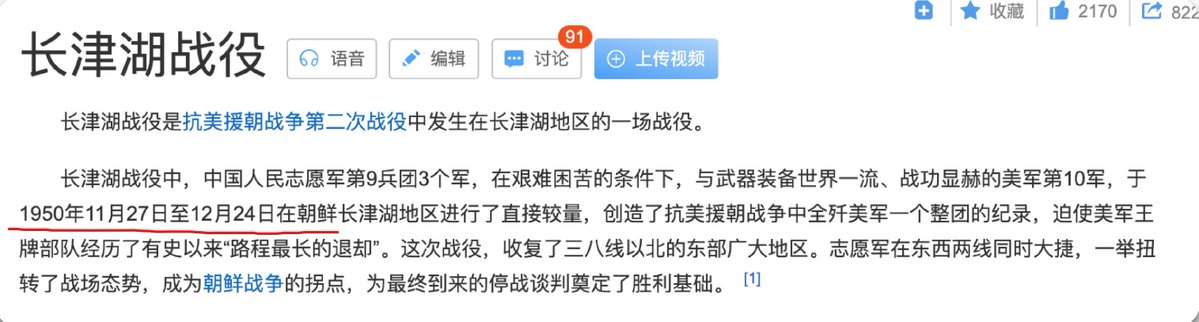 收藏 2170 822
长津湖战役 语音 编辑 讨论 91 上传视频
长津湖战役是抗美援朝战争第二次战役中发生在长津湖地区的一场战役。
长津湖战役中，中国人民志愿军第9兵团3个军，在艰难困苦的条件下，与武器装备世界一流、战功显赫的美军第10军，于
1950年11月27日至12月24日在朝鲜长津湖地区进行了直接较量，创造了抗美援朝战争中全歼美军一个整团的纪录，迫使美军王
牌部队经历了有史以来“路程最长的退却”。这次战役，收复了三八线以北的东部广大地区。志愿军在东西两线同时大捷，一举扭
转了战场态势，成为朝鲜战争的拐点，为最终到来的停战谈判奠定了胜利基础。 [1]